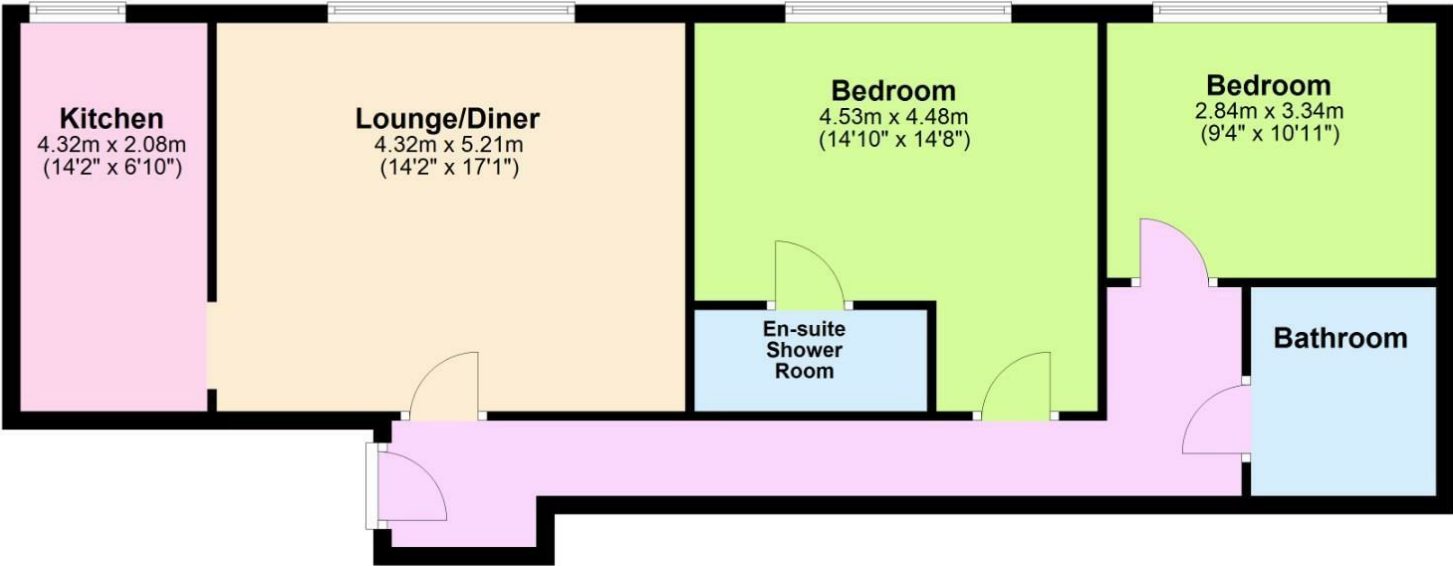 Kitchen
4.32m x 2.08m
(14'2" x 6'10")
Lounge/Diner
4.32m x 5.21m
(14'2" x 17'1")
Bedroom
4.53m x 4.48m
(14'10" x 14'8")
Bedroom
2.84m x 3.34m
(9'4" x 10'11")
En-suite
Shower
Room
Bathroom